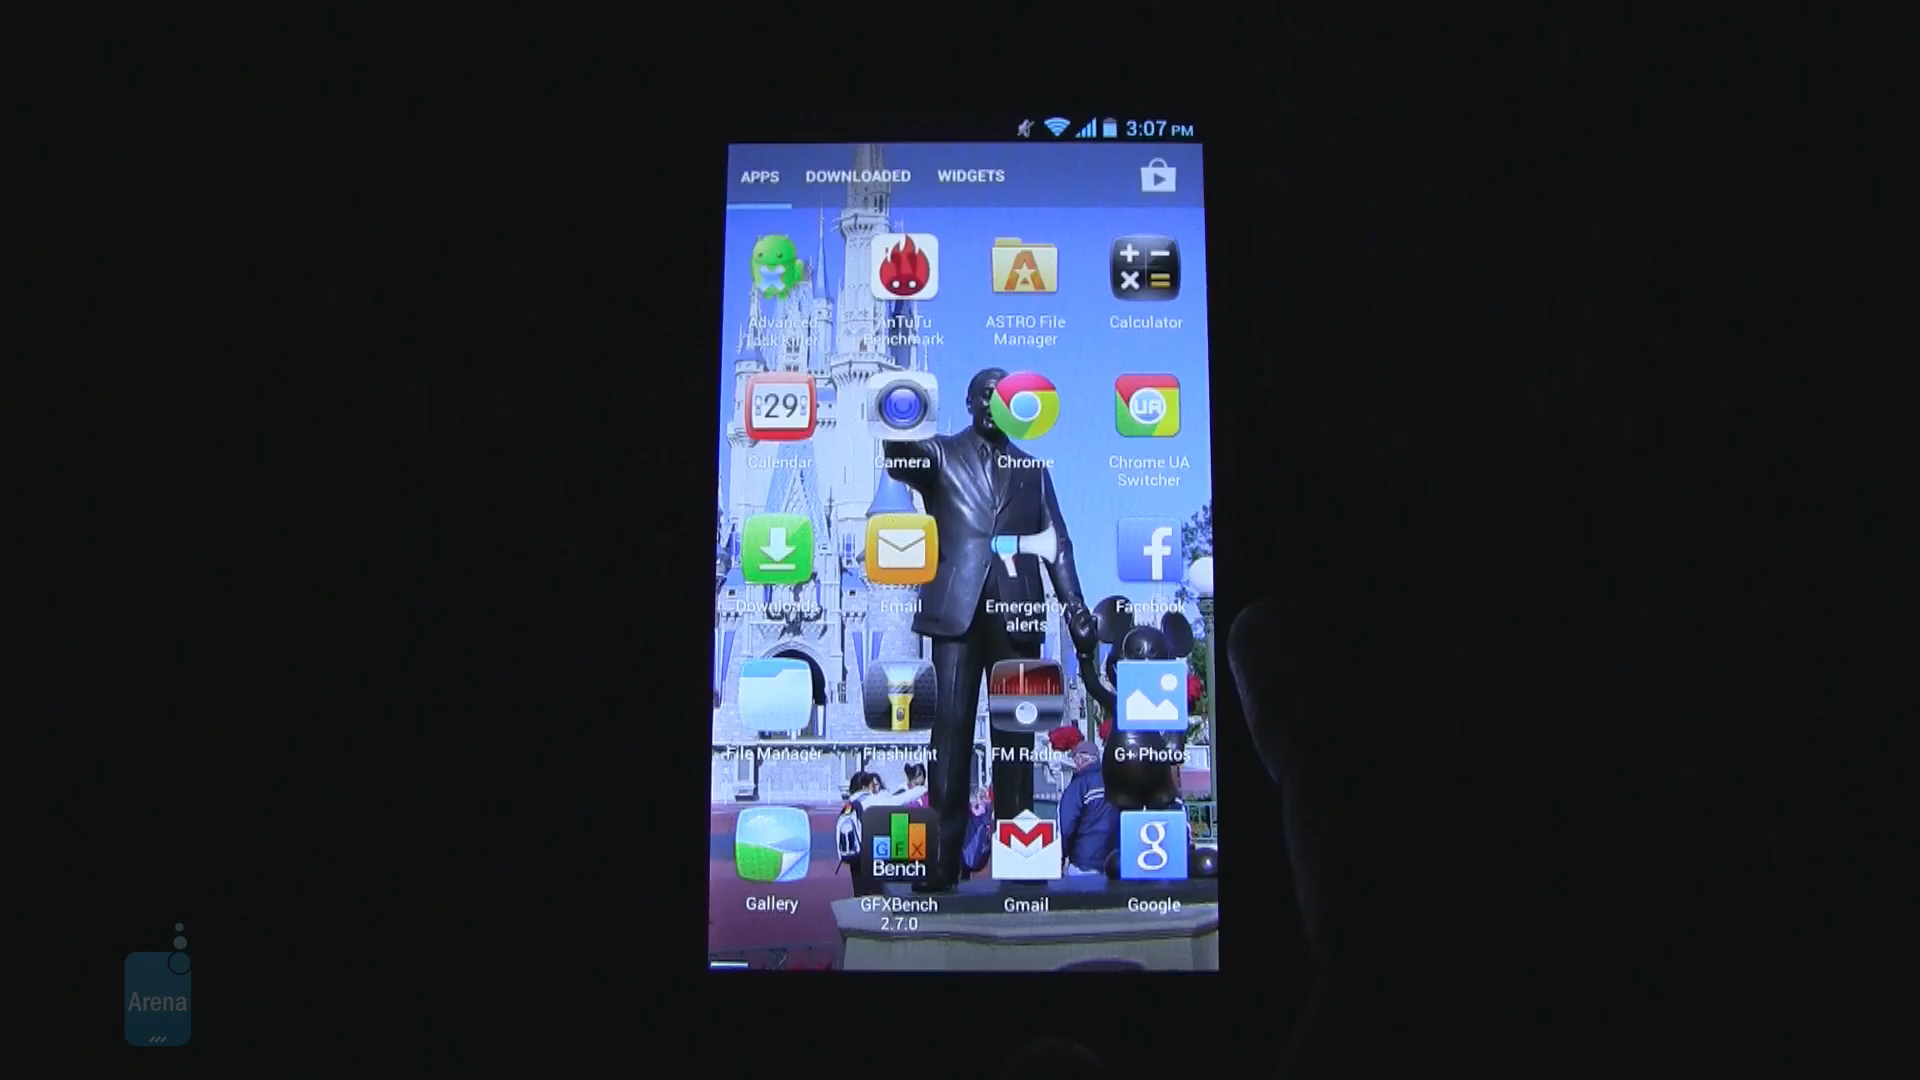 3:07 PM
APPS DOWNLOADED WIDGETS
Advanced Task Killer
AnTuTu Benchmark
ASTRO File Manager
Calculator
29
UA
Calendar
Camera
Chrome
Chrome UA Switcher
f
Downloads
Email
Emergency alerts
Facebook
File Manager
Flashlight
FM Radio
G+ Photos
GFX
Bench
g
Gallery
GFXBench 2.7.0
Gmail
Google
Arena